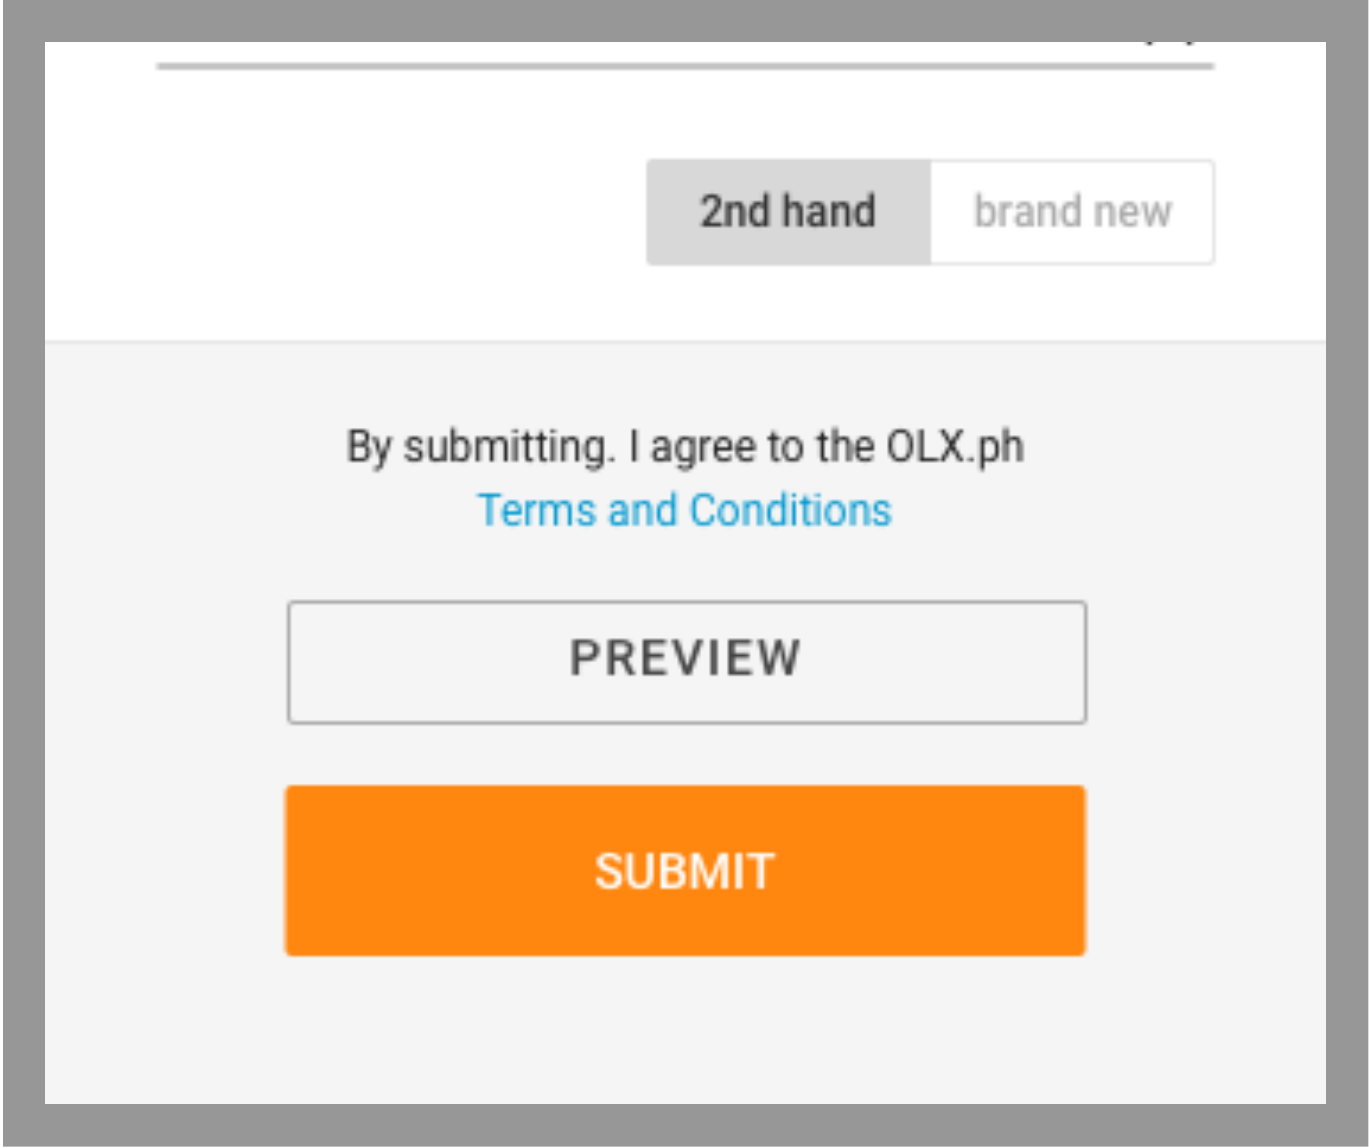 2nd hand brand new
By submitting. I agree to the OLX.ph
Terms and Conditions
PREVIEW
SUBMIT